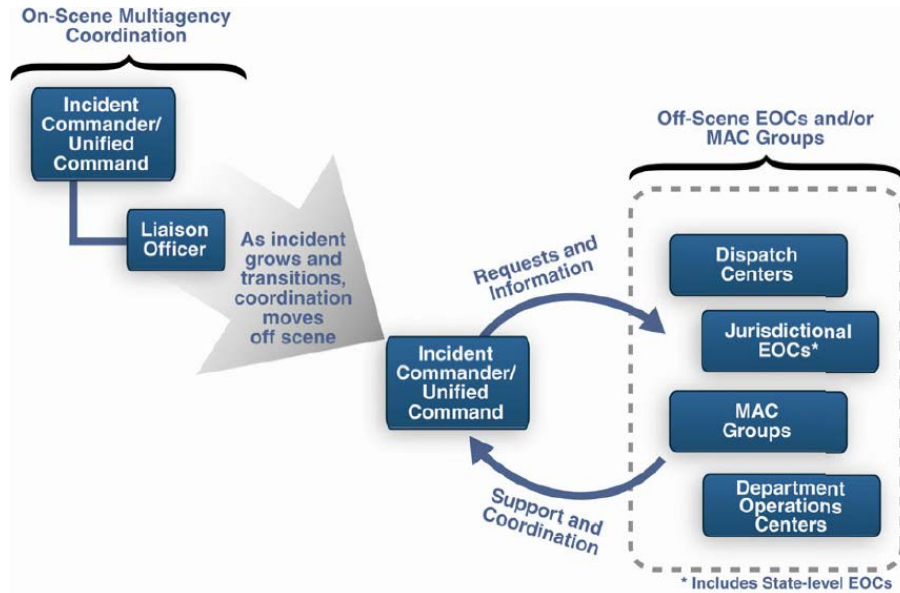 On-Scene Multiagency
Coordination
Incident
Commander/
Unified
Command
Liaison
Officer
As incident
grows and
transitions,
coordination
moves
off scene
Incident
Commander/
Unified
Command
Requests and
Information
Support and
Coordination
Off-Scene EOCs and/or
MAC Groups
Dispatch
Centers
Jurisdictional
EOCs*
MAC
Groups
Department
Operations
Centers
* Includes State-level EOCs